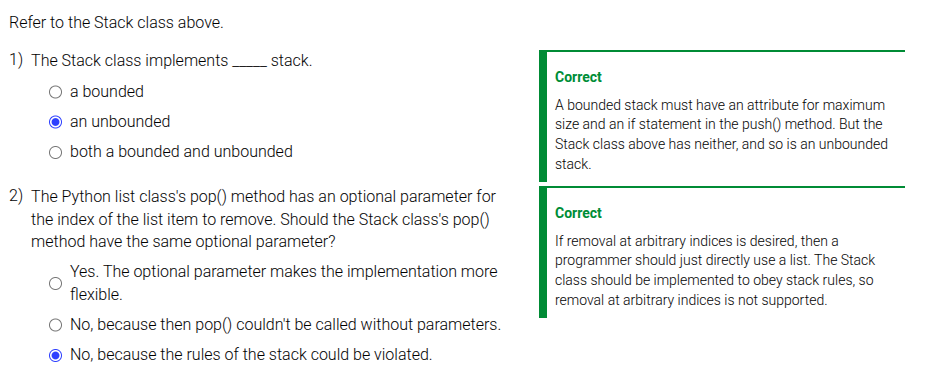 Refer to the Stack class above.
1) The Stack class implements _____ stack.
a bounded
an unbounded
both a bounded and unbounded
Correct
A bounded stack must have an attribute for maximum
size and an if statement in the push() method. But the
Stack class above has neither, and so is an unbounded
stack.
2) The Python list class's pop() method has an optional parameter for
the index of the list item to remove. Should the Stack class's pop()
method have the same optional parameter?
Yes. The optional parameter makes the implementation more
flexible.
No, because then pop() couldn't be called without parameters.
No, because the rules of the stack could be violated.
Correct
If removal at arbitrary indices is desired, then a
programmer should just directly use a list. The Stack
class should be implemented to obey stack rules, so
removal at arbitrary indices is not supported.